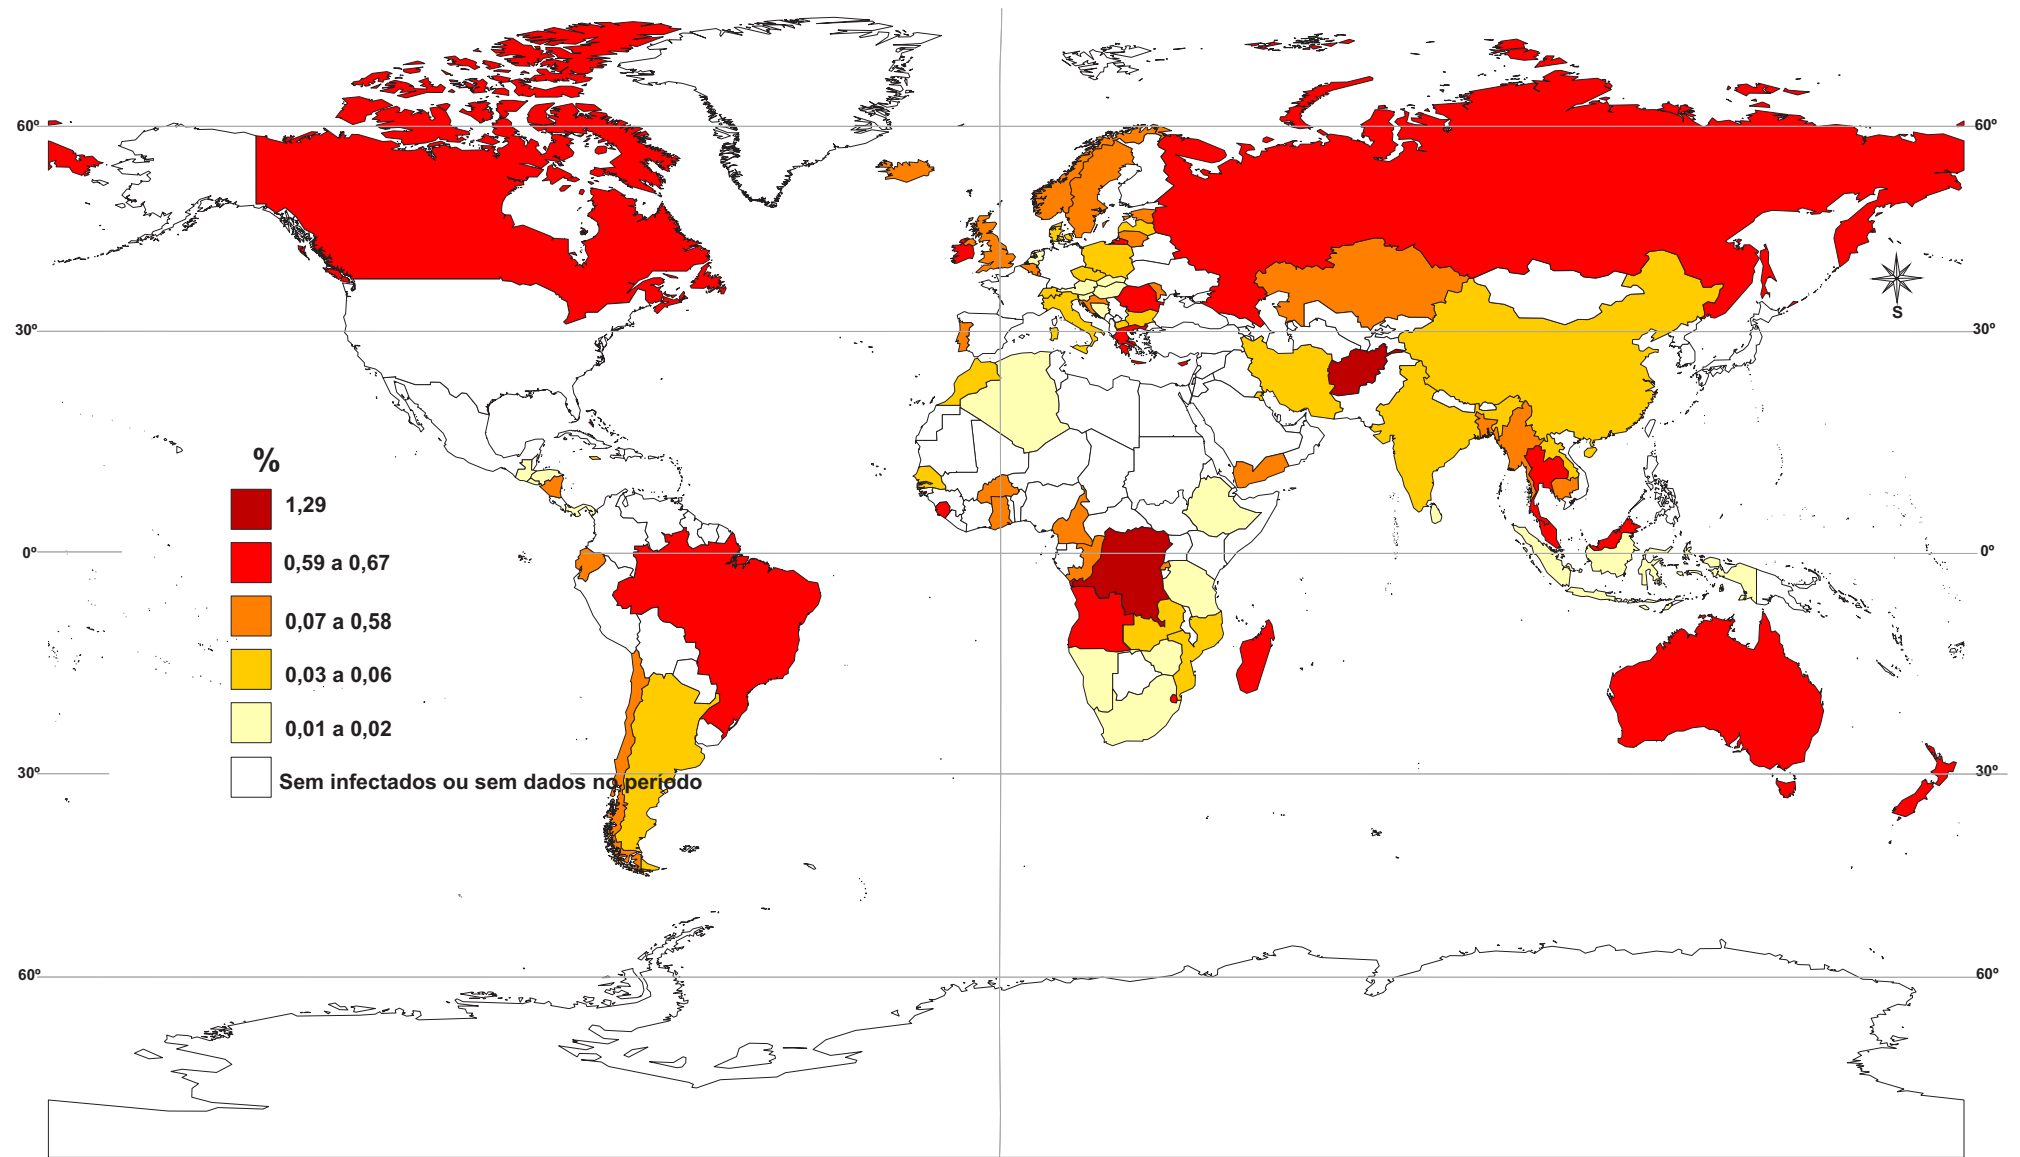 60º
60º
30º
30º
S
%
1,29
0,59 a 0,67
0º
0º
0,07 a 0,58
0,03 a 0,06
0,01 a 0,02
30º
30º
Sem infectados ou sem dados no período
60º
60º